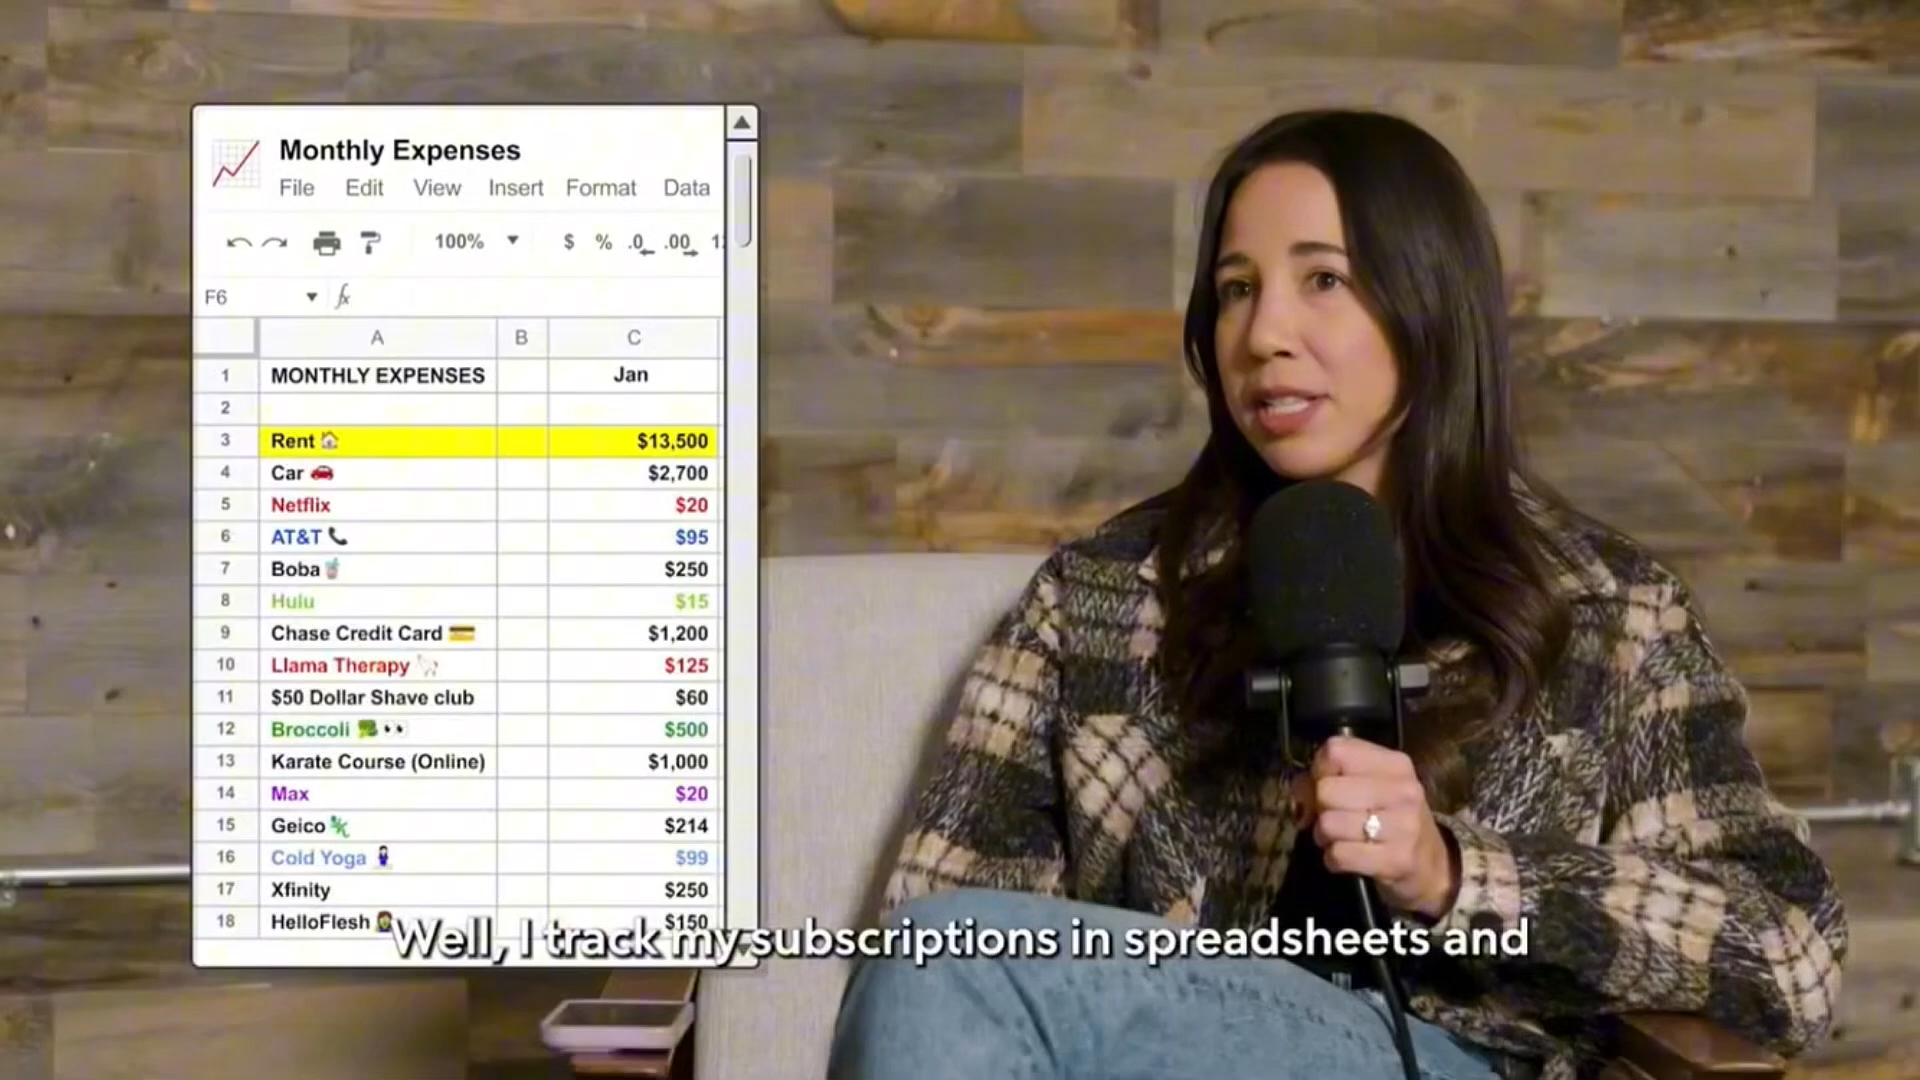 Monthly Expenses
File Edit View Insert Format Data
100% $ % .0 .00
F6 fx
A B C
1 MONTHLY EXPENSES Jan
2
3 Rent $13,500
4 Car $2,700
5 Netflix $20
6 AT&T $95
7 Boba $250
8 Hulu $15
9 Chase Credit Card $1,200
10 Llama Therapy $125
11 $50 Dollar Shave club $60
12 Broccoli $500
13 Karate Course (Online) $1,000
14 Max $20
15 Geico $214
16 Cold Yoga $99
17 Xfinity $250
18 HelloFlesh $150
Well, I track my subscriptions in spreadsheets and